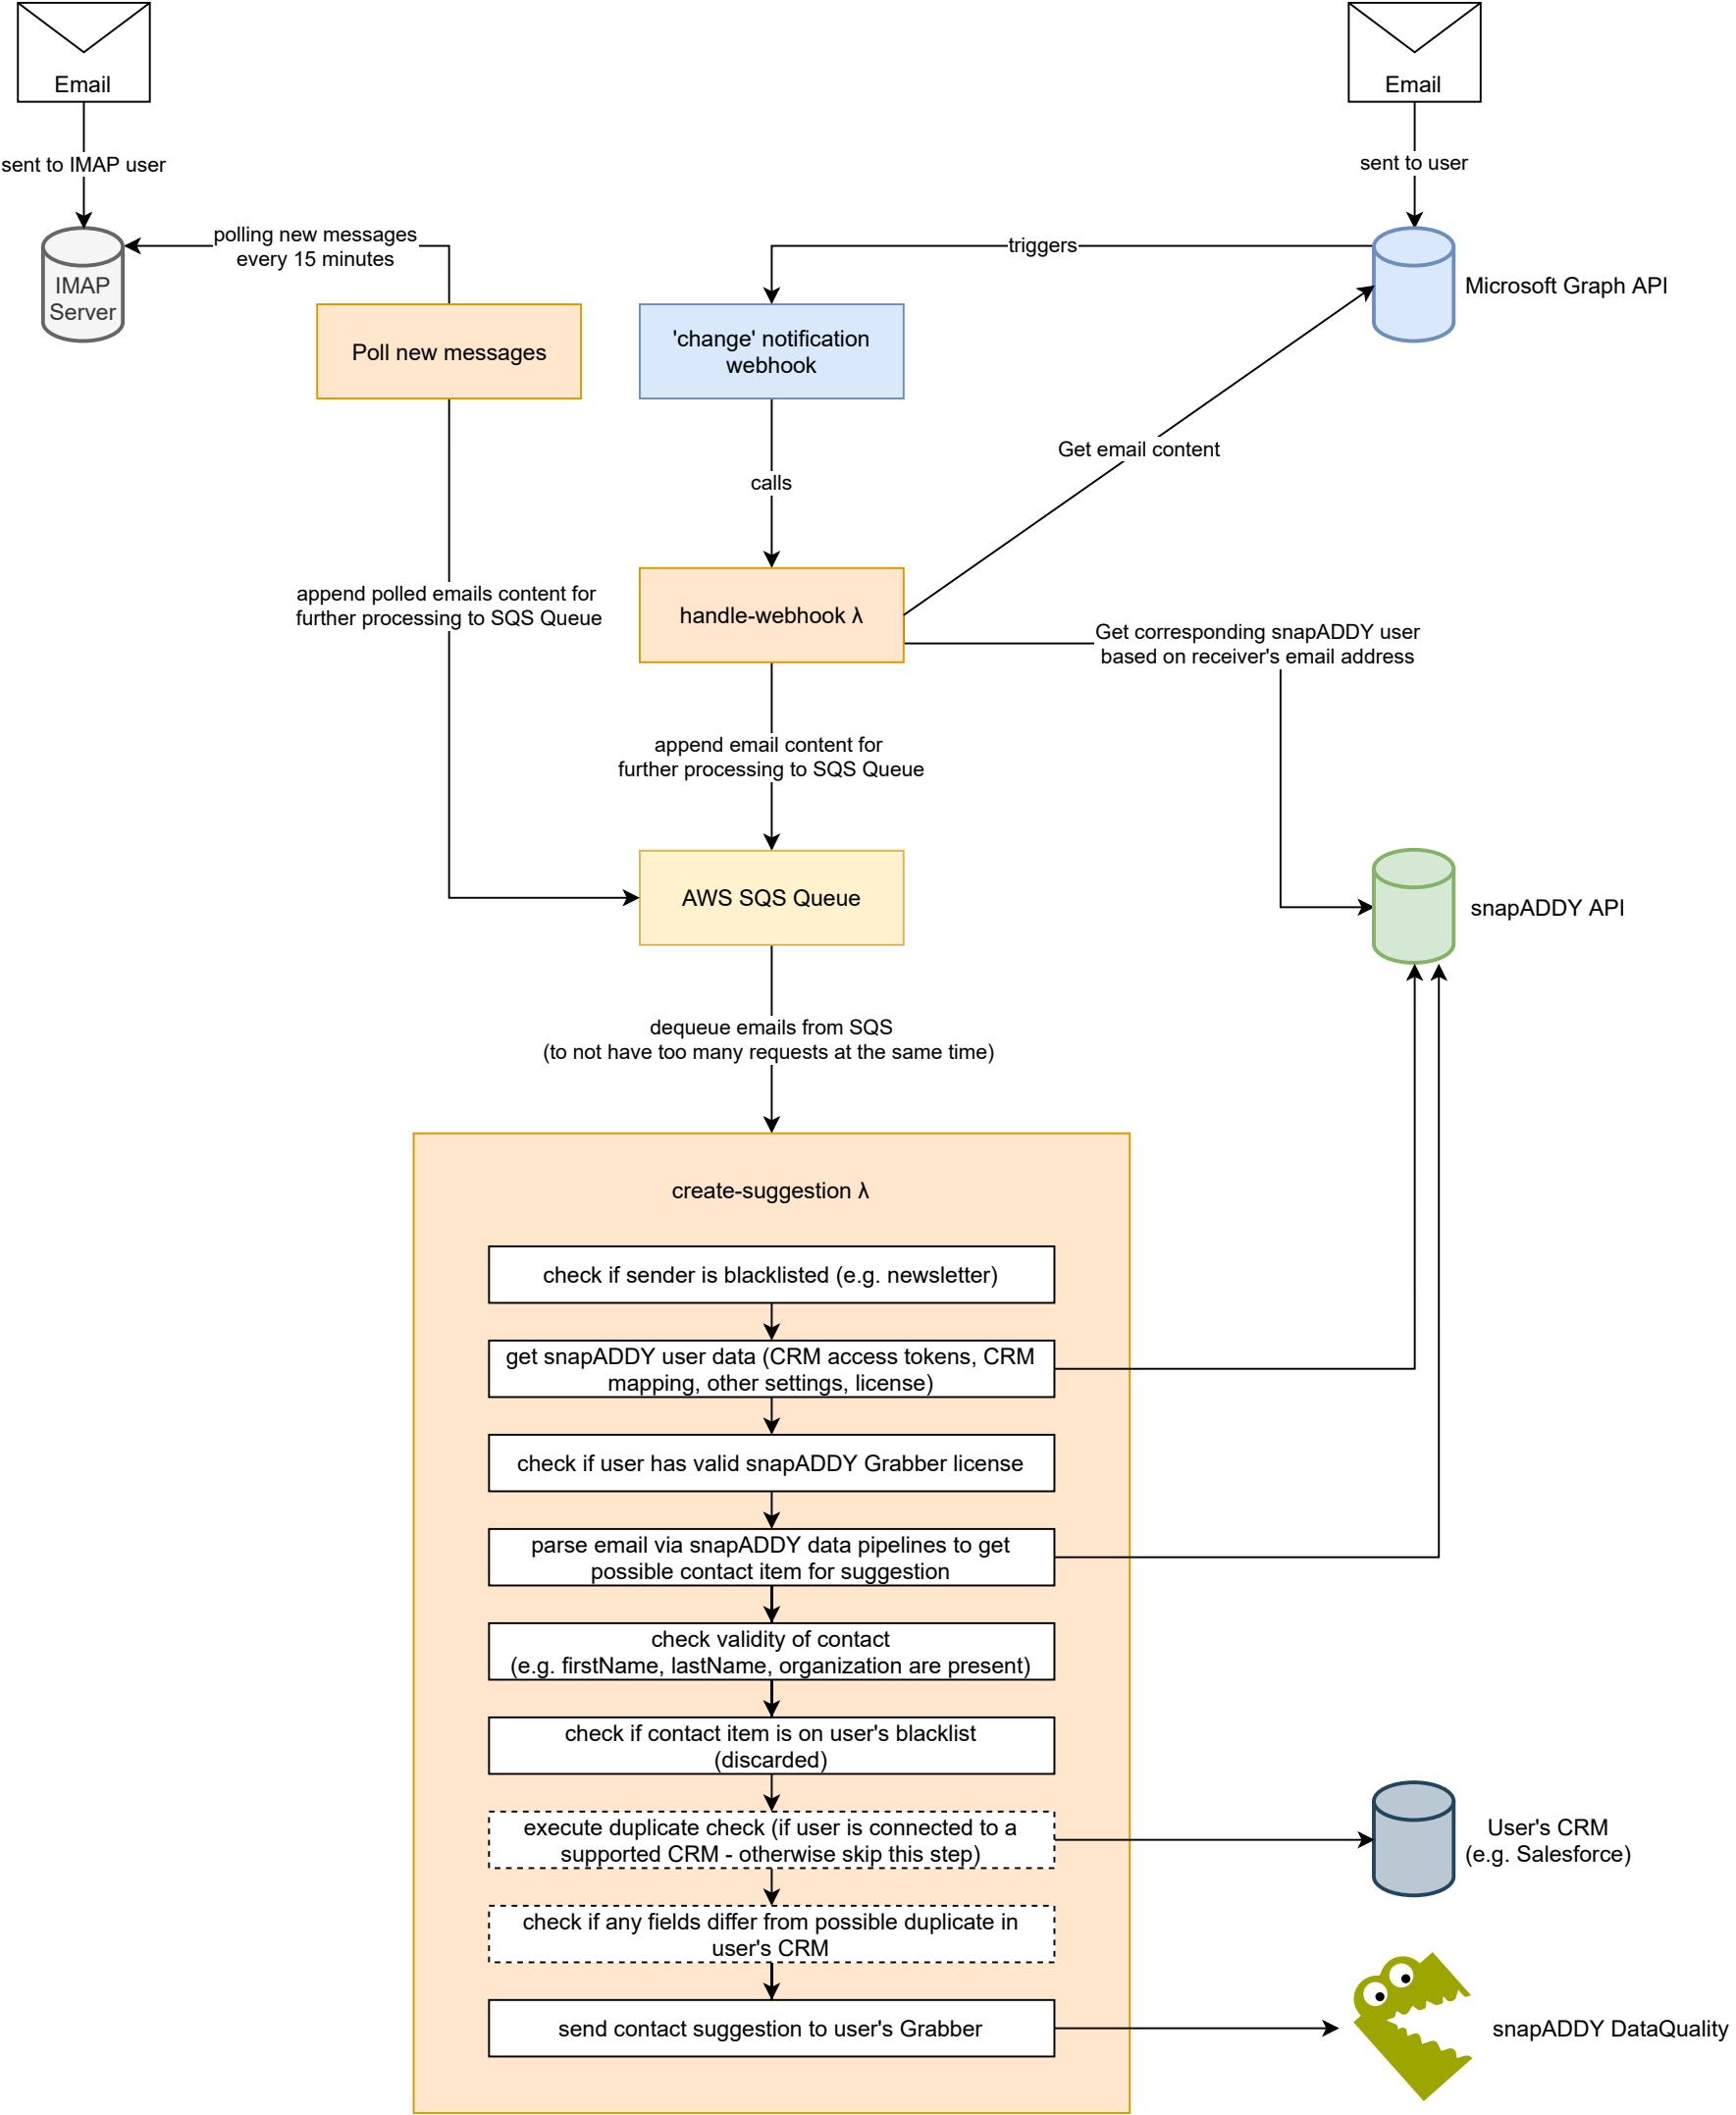 Email
Email
sent to IMAP user
sent to user
polling new messages
every 15 minutes
triggers
IMAP
Server
Microsoft Graph API
Poll new messages
'change' notification
webhook
Get email content
calls
append polled emails content for
further processing to SQS Queue
handle-webhook λ
Get corresponding snapADDY user
based on receiver's email address
append email content for
further processing to SQS Queue
AWS SQS Queue
snapADDY API
dequeue emails from SQS
(to not have too many requests at the same time)
create-suggestion λ
check if sender is blacklisted (e.g. newsletter)
get snapADDY user data (CRM access tokens, CRM
mapping, other settings, license)
check if user has valid snapADDY Grabber license
parse email via snapADDY data pipelines to get
possible contact item for suggestion
check validity of contact
(e.g. firstName, lastName, organization are present)
check if contact item is on user's blacklist
(discarded)
execute duplicate check (if user is connected to a
supported CRM - otherwise skip this step)
User's CRM
(e.g. Salesforce)
check if any fields differ from possible duplicate in
user's CRM
send contact suggestion to user's Grabber
snapADDY DataQuality